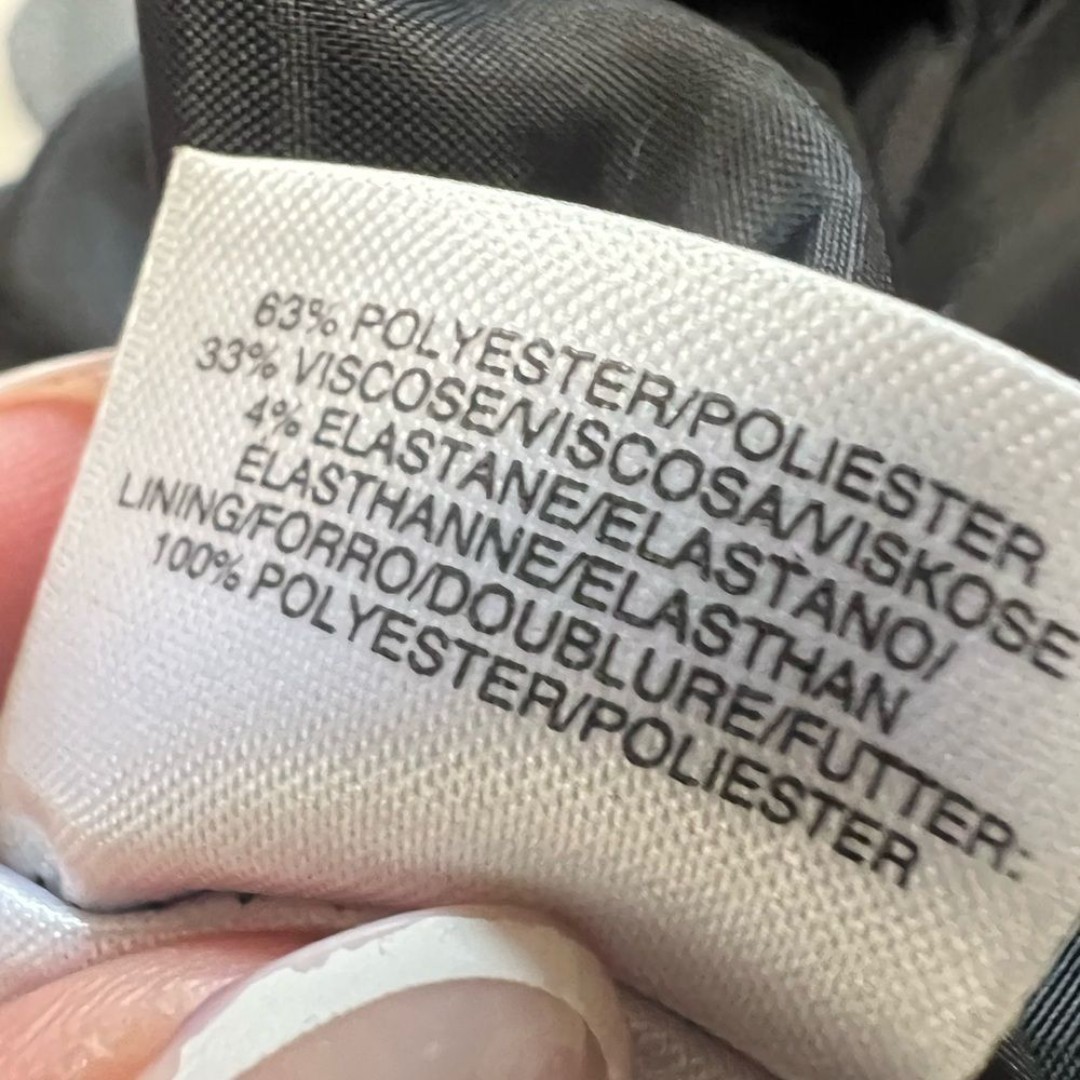 63% POLYESTER/POLIESTER
33% VISCOSE/VISCOSA/VISKOSE
4% ELASTANE/ELASTANO/
ELASTHANNE/ELASTHAN
LINING/FORRO/DOUBLURE/FUTTER:
100% POLYESTER/POLIESTER